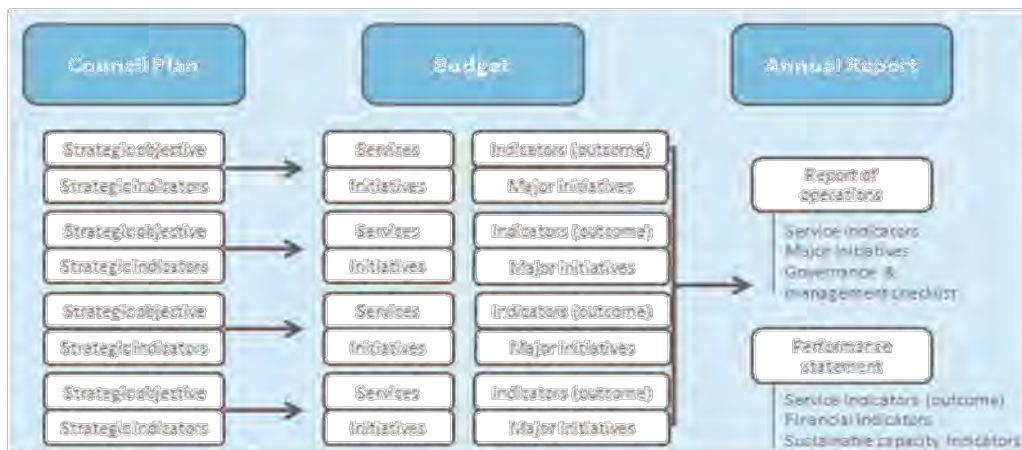 Council Plan
Budget
Annual Report
Strategic objective
Strategic indicators
Services
Initiatives
Indicators (outcome)
Major initiatives
Strategic objective
Strategic indicators
Services
Initiatives
Indicators (outcome)
Major initiatives
Strategic objective
Strategic indicators
Services
Initiatives
Indicators (outcome)
Major initiatives
Strategic objective
Strategic indicators
Services
Initiatives
Indicators (outcome)
Major initiatives
Report of
operations
Service indicators
Major initiatives
Governance &
management checklist
Performance
statement
Service indicators (outcome)
Financial indicators
Sustainable capacity indicators